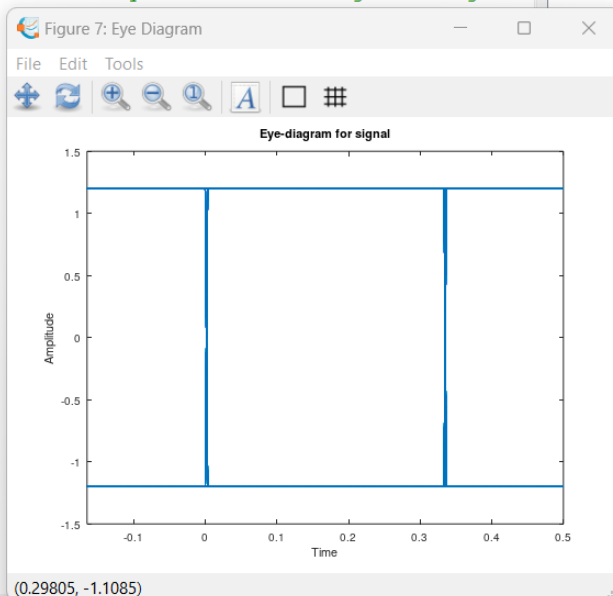 Figure 7: Eye Diagram
File Edit Tools
A
Eye-diagram for signal
1.5
1
0.5
0
-0.5
-1
-1.5
Amplitude
-0.1 0 0.1 0.2 0.3 0.4 0.5
Time
(0.29805, -1.1085)